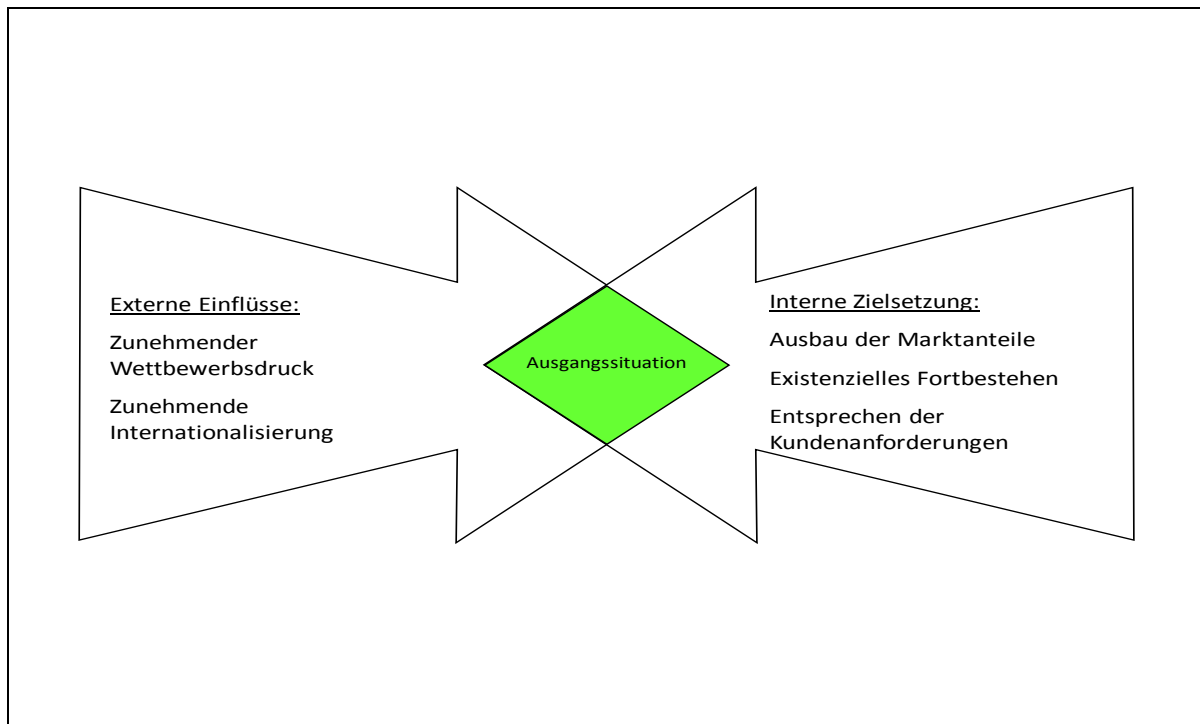 Externe Einflüsse:
Zunehmender
Wettbewerbsdruck
Zunehmende
Internationalisierung
Ausgangssituation
Interne Zielsetzung:
Ausbau der Marktanteile
Existenzielles Fortbestehen
Entsprechen der
Kundenanforderungen